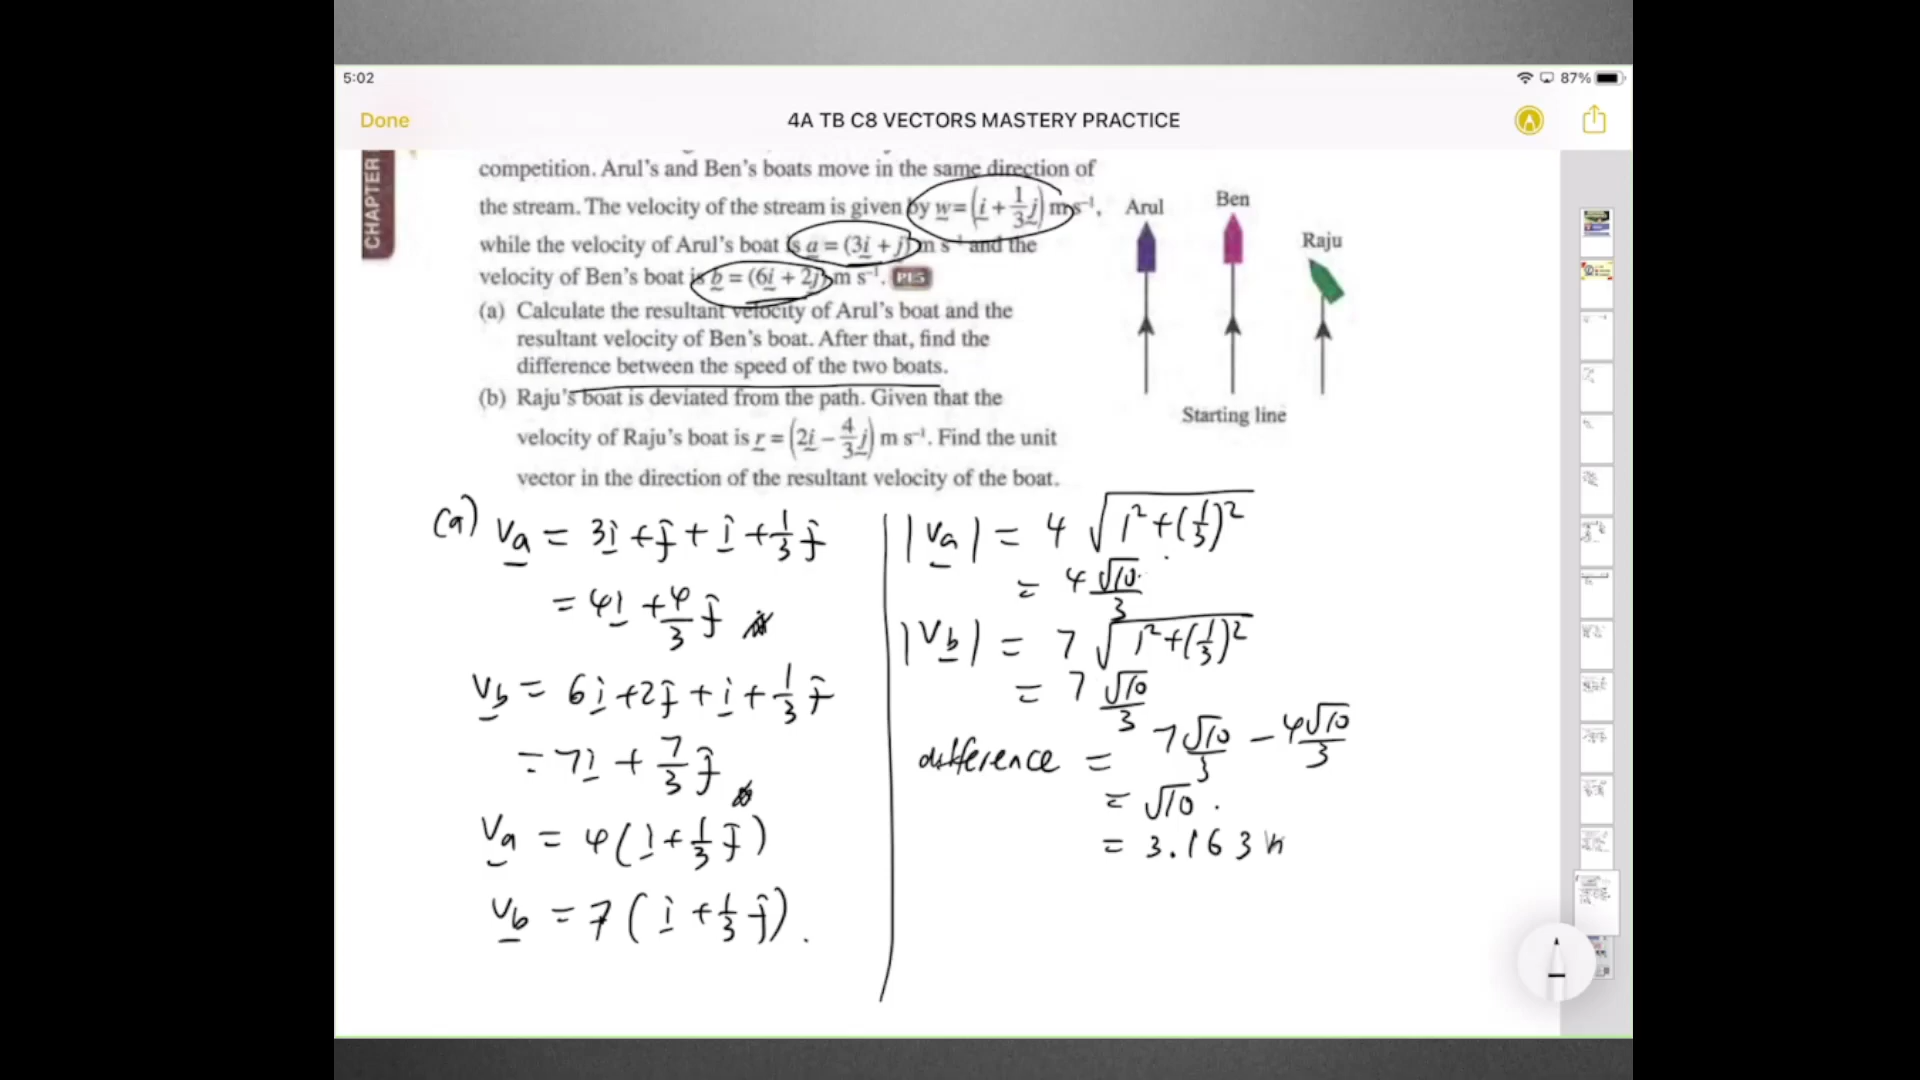 5:02
87%
Done
4A TB C8 VECTORS MASTERY PRACTICE
CHAPTER
competition. Arul's and Ben's boats move in the same direction of
the stream. The velocity of the stream is given by w = (i + 1/3 j) m s⁻¹,
while the velocity of Arul's boat is a = (3i + j) m s⁻¹ and the
velocity of Ben's boat is b = (6i + 2j) m s⁻¹.
(a) Calculate the resultant velocity of Arul's boat and the
resultant velocity of Ben's boat. After that, find the
difference between the speed of the two boats.
(b) Raju's boat is deviated from the path. Given that the
velocity of Raju's boat is r = (2i − 4/3 j) m s⁻¹. Find the unit
vector in the direction of the resultant velocity of the boat.
Arul
Ben
Raju
Starting line
(a) va = 3i + j + i + 1/3 j
= 4i + 4/3 j
vb = 6i + 2j + i + 1/3 j
= 7i + 7/3 j
va = 4(i + 1/3 j)
vb = 7(i + 1/3 j).
|va| = 4 √(1² + (1/3)²)
= 4 √10/3
|vb| = 7 √(1² + (1/3)²)
= 7 √10/3
difference = 7√10/3 − 4√10/3
= √10.
= 3.163